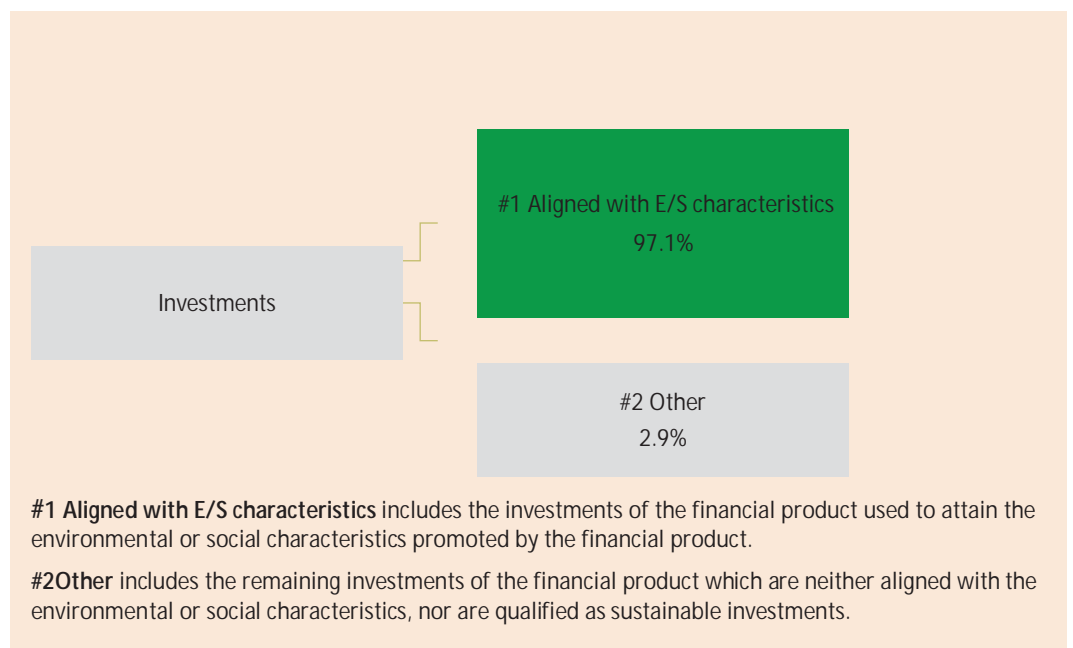 #1 Aligned with E/S characteristics
97.1%
Investments
#2 Other
2.9%
#1 Aligned with E/S characteristics includes the investments of the financial product used to attain the
environmental or social characteristics promoted by the financial product.
#2Other includes the remaining investments of the financial product which are neither aligned with the
environmental or social characteristics, nor are qualified as sustainable investments.